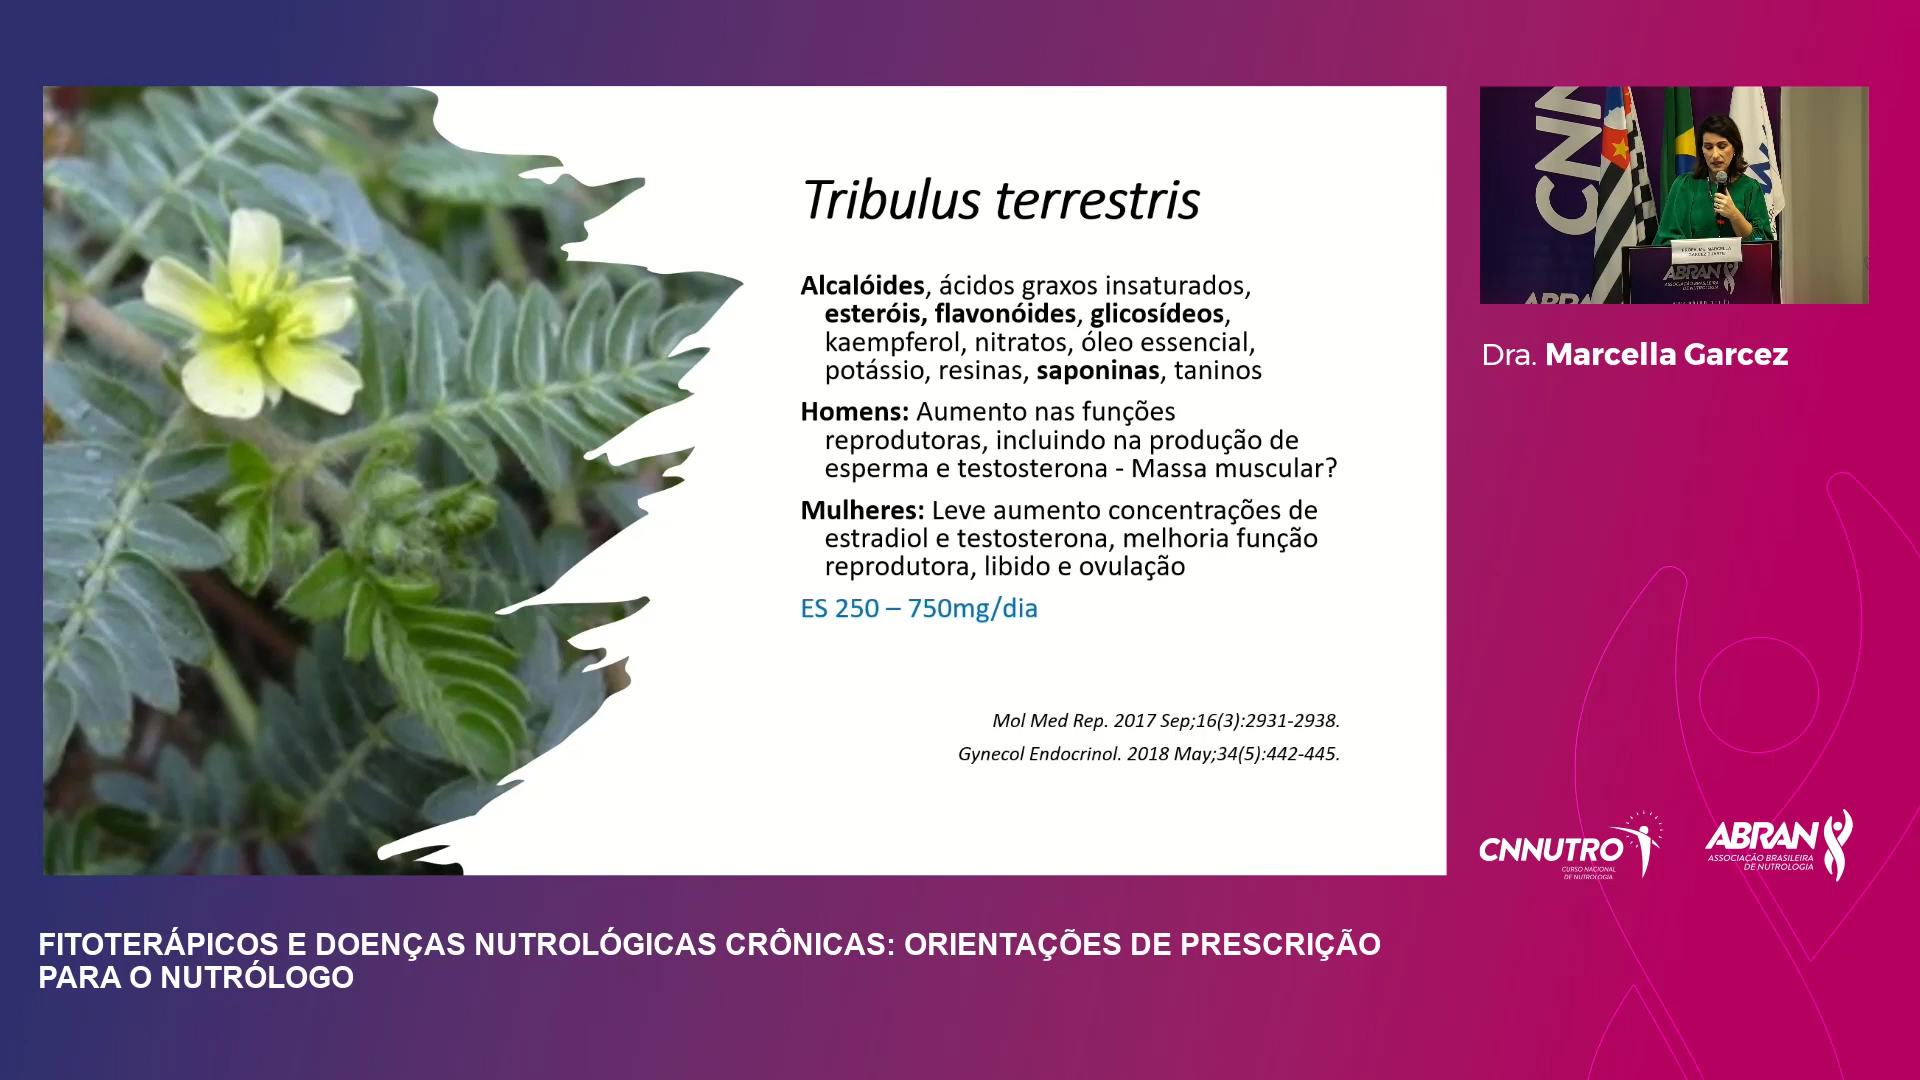 Tribulus terrestris
Alcalóides, ácidos graxos insaturados,
esteróis, flavonóides, glicosídeos,
kaempferol, nitratos, óleo essencial,
potássio, resinas, saponinas, taninos
Homens: Aumento nas funções
reprodutoras, incluindo na produção de
esperma e testosterona - Massa muscular?
Mulheres: Leve aumento concentrações de
estradiol e testosterona, melhoria função
reprodutora, libido e ovulação
ES 250 – 750mg/dia
Mol Med Rep. 2017 Sep;16(3):2931-2938.
Gynecol Endocrinol. 2018 May;34(5):442-445.
CNN
ABRAN
Dra. Marcella Garcez
CNNUTRO
CURSO NACIONAL
DE NUTROLOGIA
ABRAN
ASSOCIAÇÃO BRASILEIRA
DE NUTROLOGIA
FITOTERÁPICOS E DOENÇAS NUTROLÓGICAS CRÔNICAS: ORIENTAÇÕES DE PRESCRIÇÃO
PARA O NUTRÓLOGO